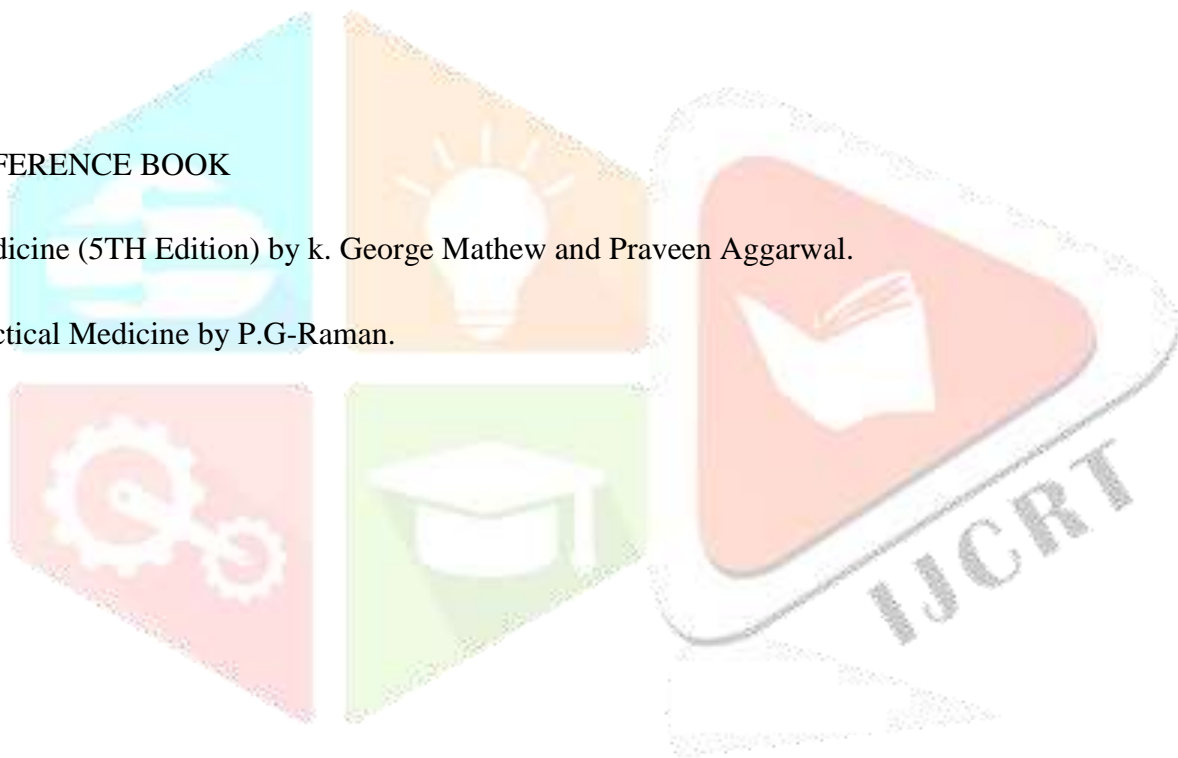 FERENCE BOOK
dicine (5TH Edition) by k. George Mathew and Praveen Aggarwal.
ctical Medicine by P.G-Raman.
IJCRT